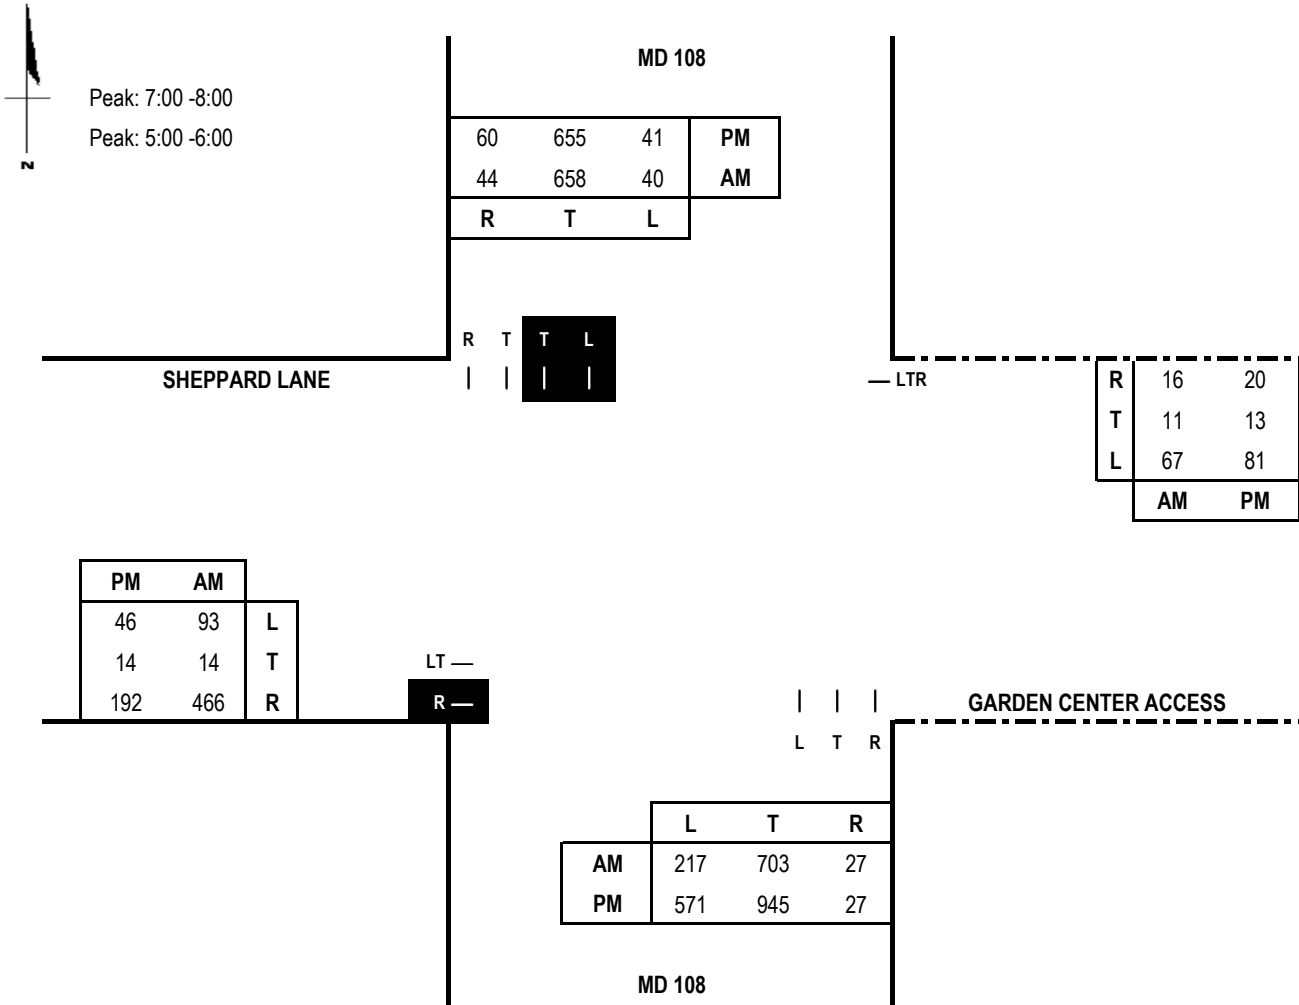 MD 108
Peak: 7:00 -8:00
Peak: 5:00 -6:00
N
60 655 41 PM
44 658 40 AM
R T L
R T T L
SHEPPARD LANE
LTR
R 16 20
T 11 13
L 67 81
AM PM
PM AM
46 93 L
14 14 T
192 466 R
LT
R
GARDEN CENTER ACCESS
L T R
L T R
AM 217 703 27
PM 571 945 27
MD 108